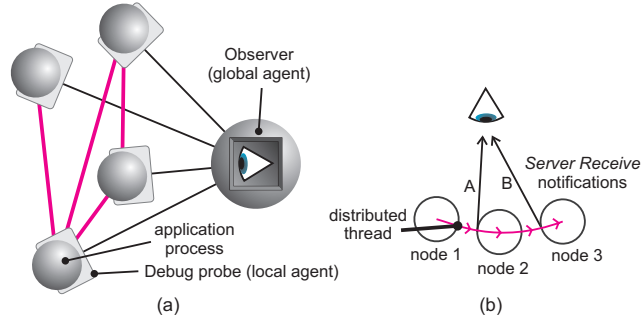 Observer
(global agent)
application
process
Debug probe (local agent)
(a)
Server Receive
notifications
A
B
distributed
thread
node 1
node 2
node 3
(b)